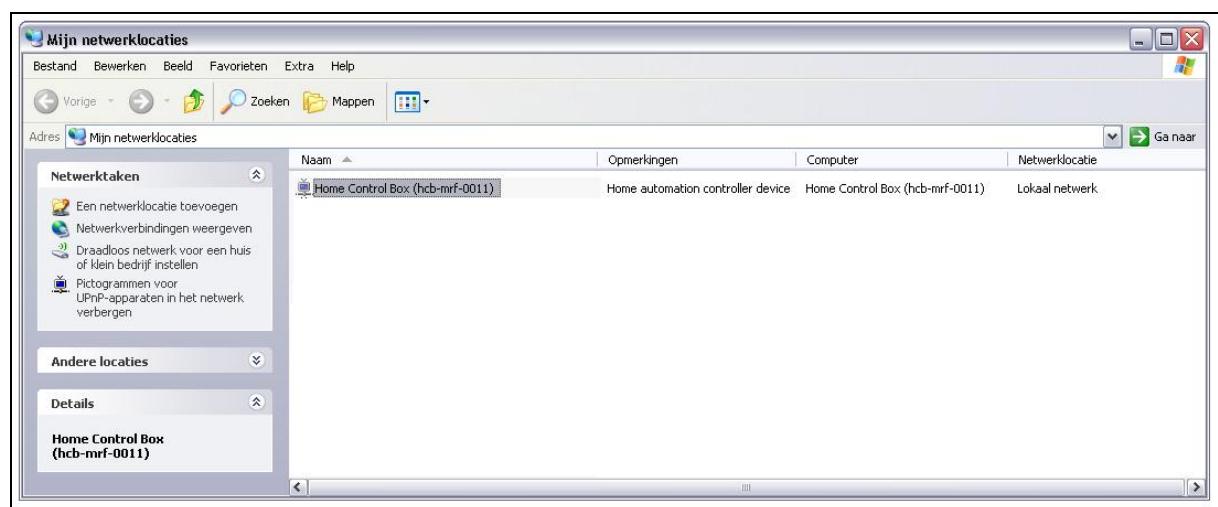 Mijn netwerklocaties
Bestand Bewerken Beeld Favorieten Extra Help
Vorige Zoeken Mappen
Adres Mijn netwerklocaties Ga naar
Netwerktaken
Een netwerklocatie toevoegen
Netwerkverbindingen weergeven
Draadloos netwerk voor een huis
of klein bedrijf instellen
Pictogrammen voor
UPnP-apparaten in het netwerk
verbergen
Andere locaties
Details
Home Control Box
(hcb-mrf-0011)
Naam Opmerkingen Computer Netwerklocatie
Home Control Box (hcb-mrf-0011) Home automation controller device Home Control Box (hcb-mrf-0011) Lokaal netwerk